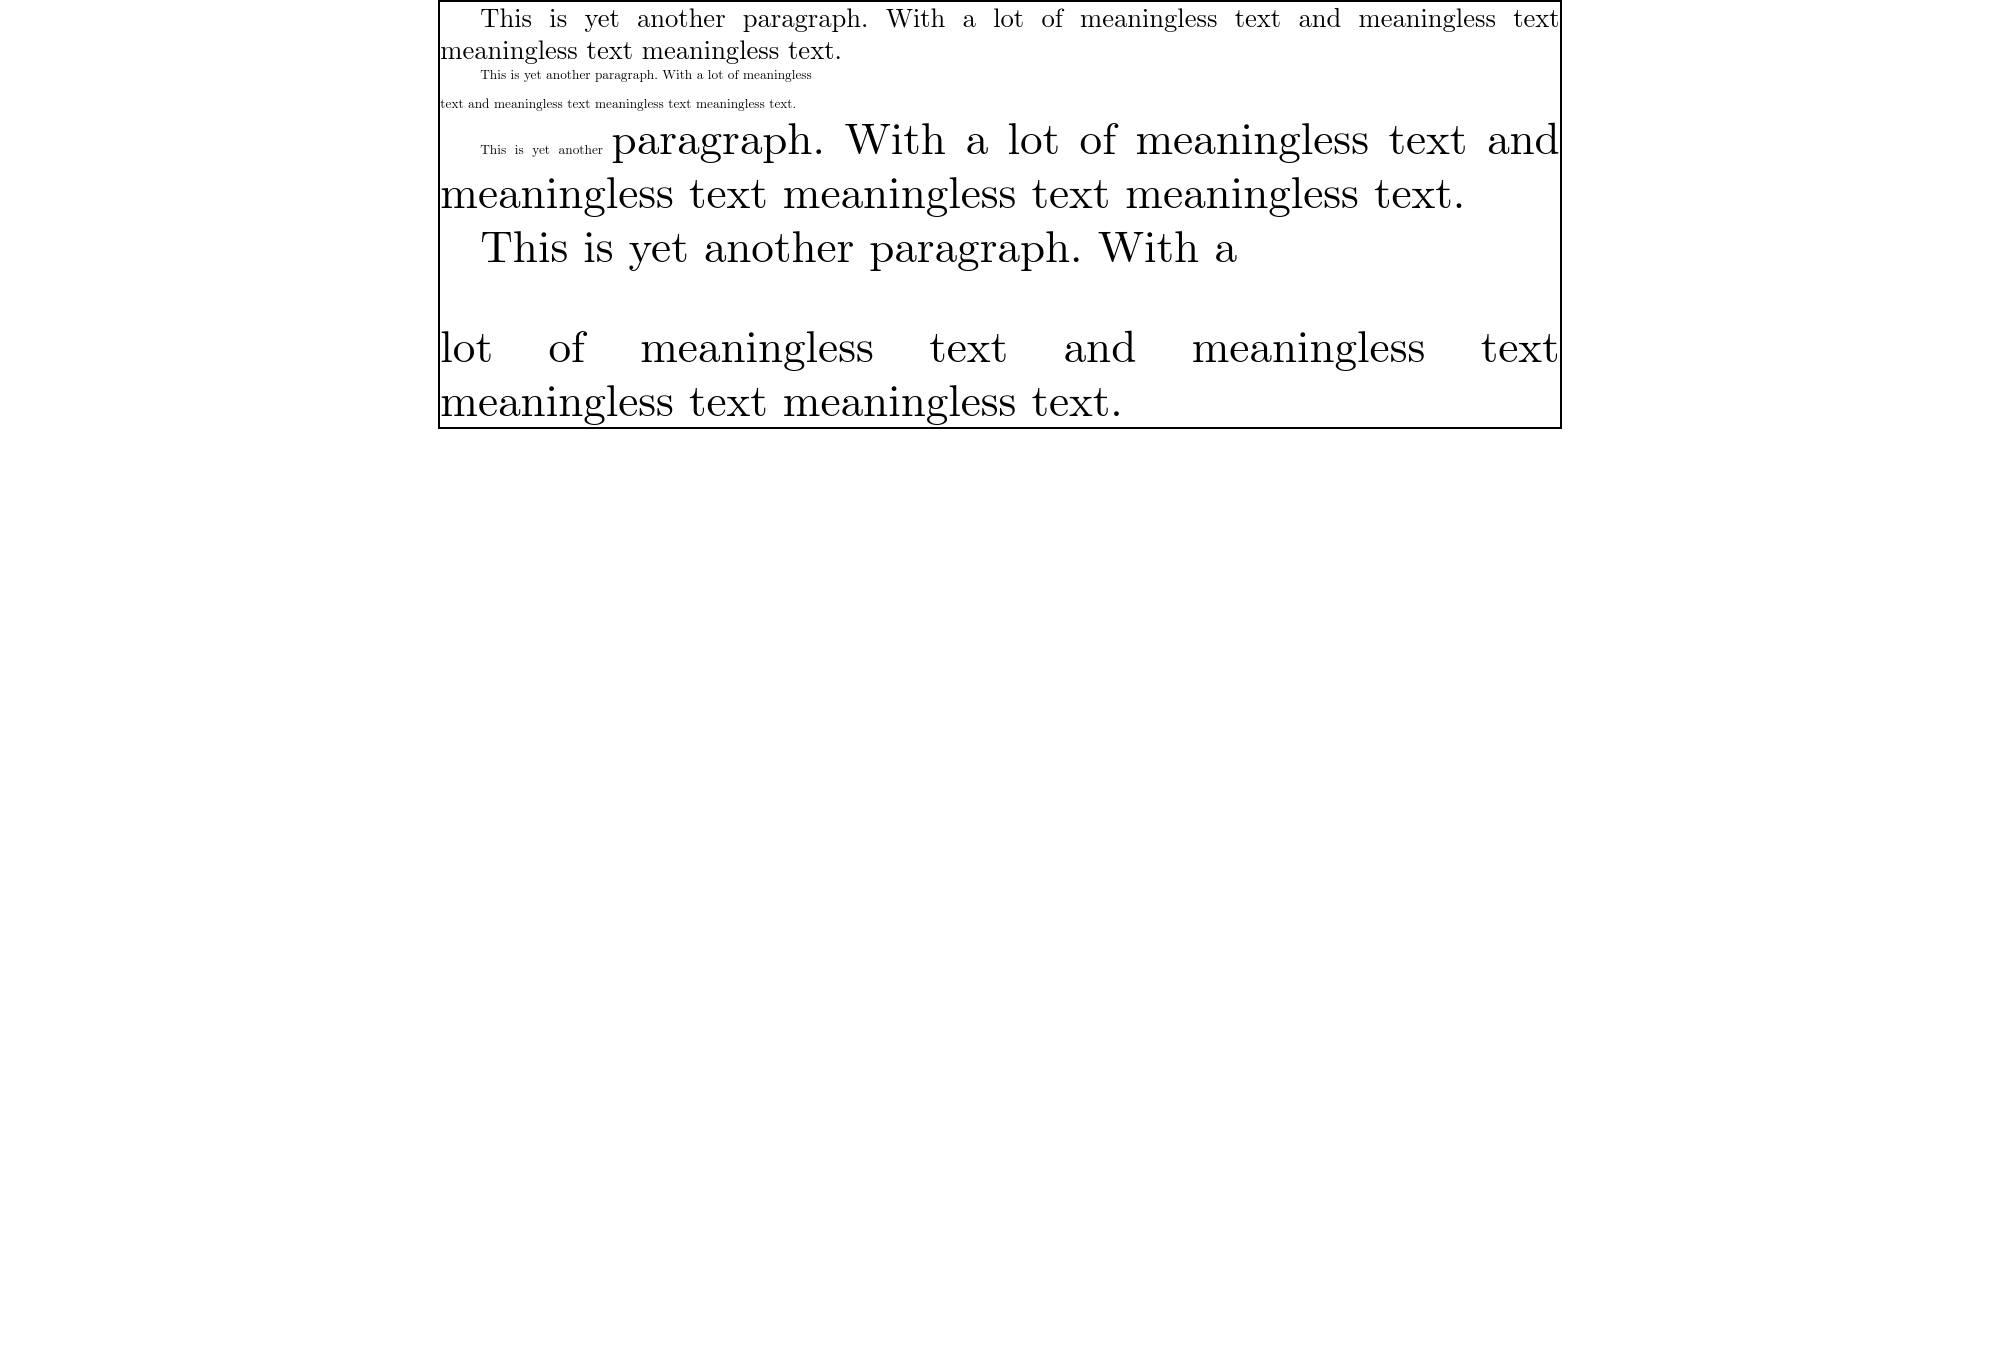 This is yet another paragraph. With a lot of meaningless text and meaningless text
meaningless text meaningless text.
This is yet another paragraph. With a lot of meaningless
text and meaningless text meaningless text meaningless text.
This is yet another paragraph. With a lot of meaningless text and
meaningless text meaningless text meaningless text.
This is yet another paragraph. With a
lot of meaningless text and meaningless text
meaningless text meaningless text.